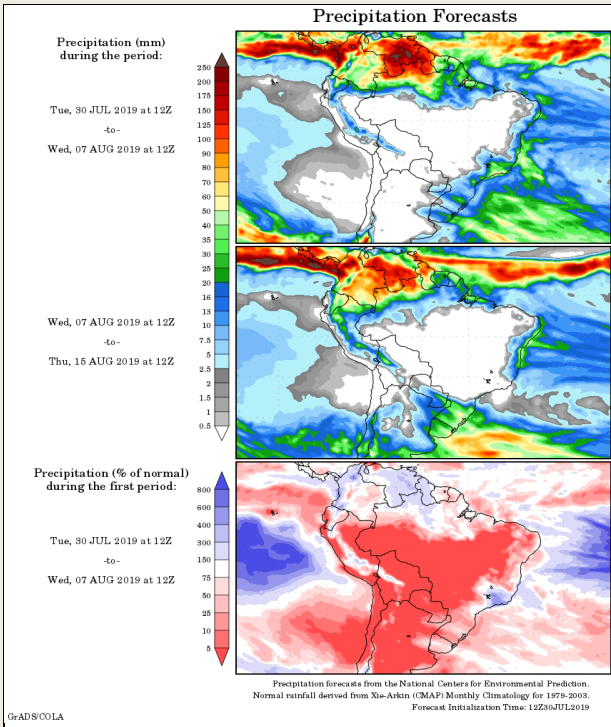 Precipitation Forecasts
Precipitation (mm)
during the period:
Tue, 30 JUL 2019 at 12Z
-to-
Wed, 07 AUG 2019 at 12Z
250
200
175
150
125
100
90
80
70
60
50
40
35
30
25
20
16
13
10
7.5
5
2.5
2
1.5
1
0.5
Wed, 07 AUG 2019 at 12Z
-to-
Thu, 15 AUG 2019 at 12Z
Precipitation (% of normal)
during the first period:
Tue, 30 JUL 2019 at 12Z
-to-
Wed, 07 AUG 2019 at 12Z
800
600
400
300
150
75
50
25
10
5
Precipitation forecasts from the National Centers for Environmental Prediction.
Normal rainfall derived from Xie-Arkin (CMAP) Monthly Climatology for 1979-2003.
Forecast Initialization Time: 12Z30JUL2019
GrADS/COLA